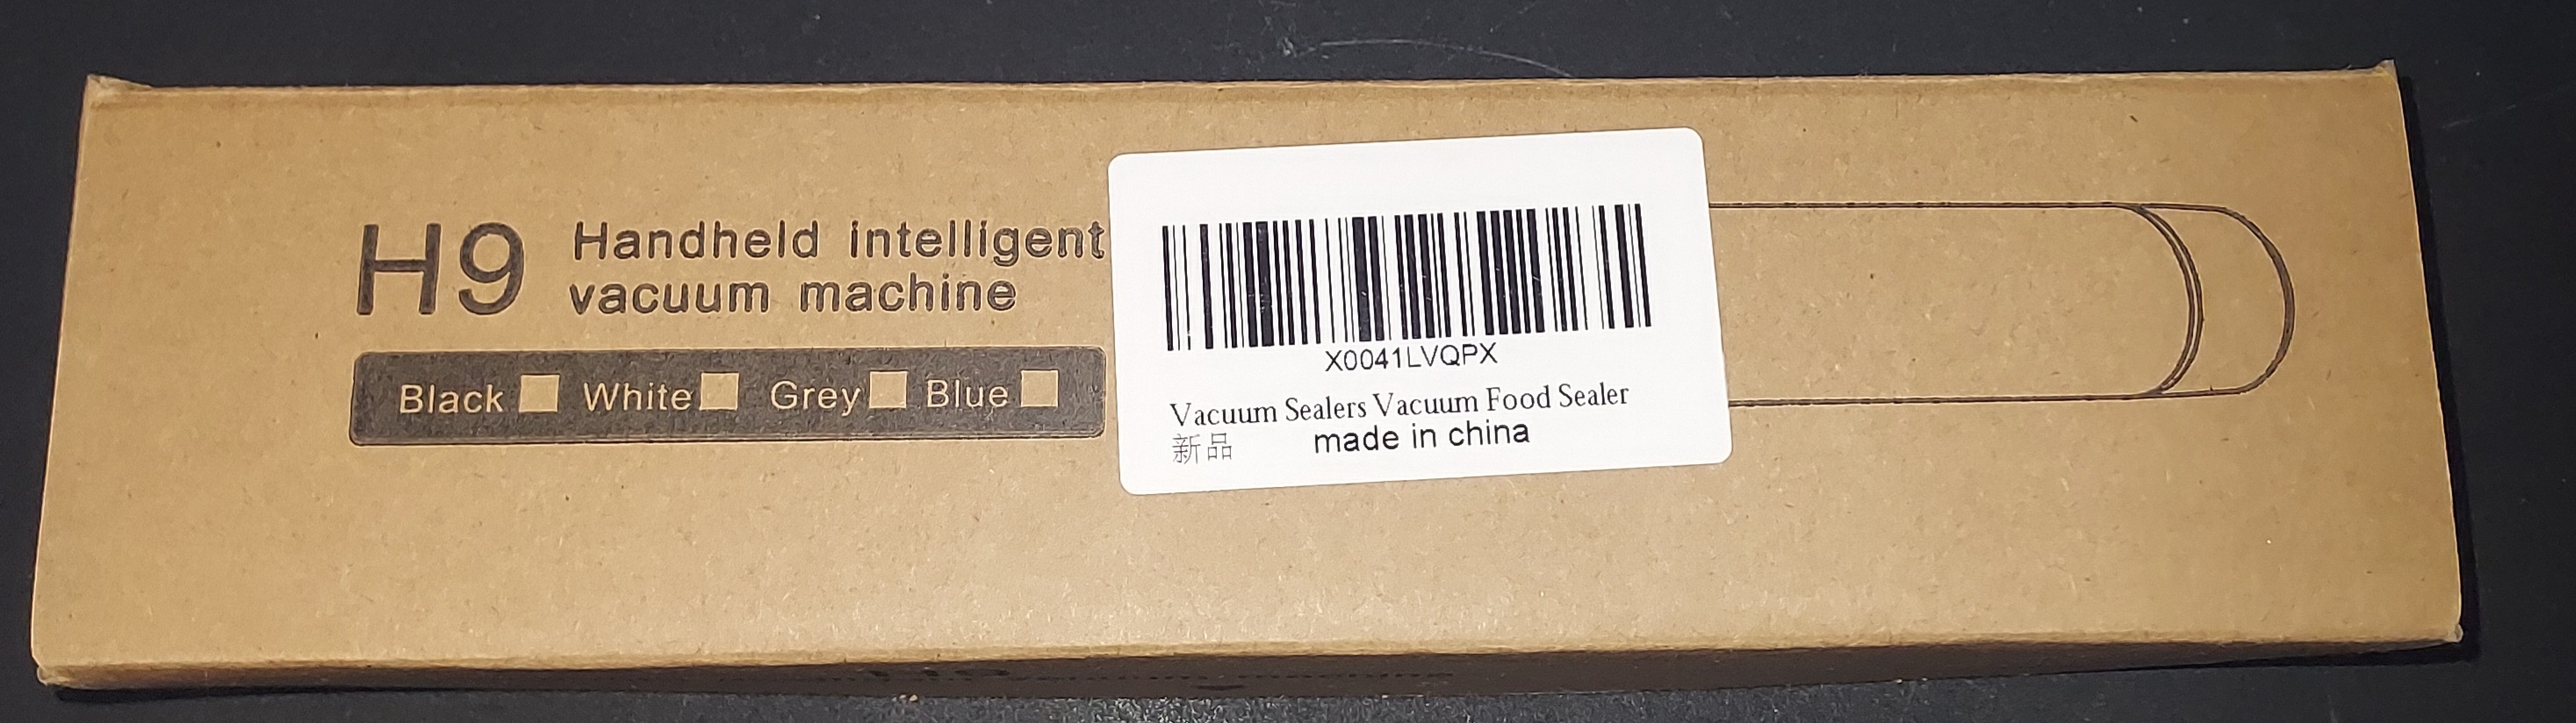 H9 Handheld intelligent
vacuum machine
Black White Grey Blue
X0041LVQPX
Vacuum Sealers Vacuum Food Sealer
新品 made in china